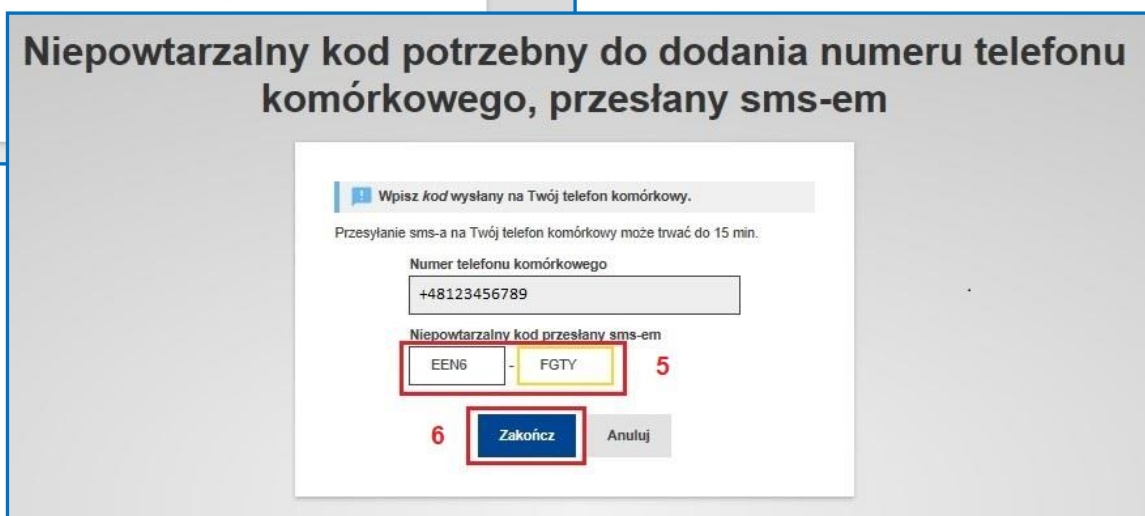 Niepowtarzalny kod potrzebny do dodania numeru telefonu
komórkowego, przesłany sms-em
Wpisz kod wysłany na Twój telefon komórkowy.
Przesyłanie sms-a na Twój telefon komórkowy może trwać do 15 min.
Numer telefonu komórkowego
+48123456789
Niepowtarzalny kod przesłany sms-em
EEN6 - FGTY 5
6 Zakończ Anuluj